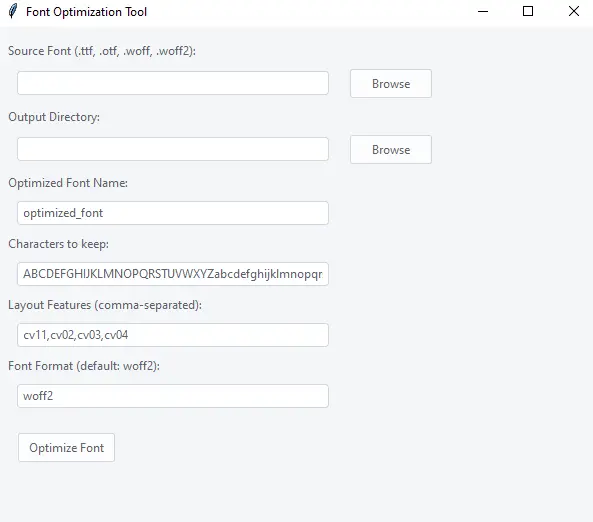 Font Optimization Tool
Source Font (.ttf, .otf, .woff, .woff2):
Browse
Output Directory:
Browse
Optimized Font Name:
optimized_font
Characters to keep:
ABCDEFGHIJKLMNOPQRSTUVWXYZabcdefghijklmnopqr
Layout Features (comma-separated):
cv11,cv02,cv03,cv04
Font Format (default: woff2):
woff2
Optimize Font